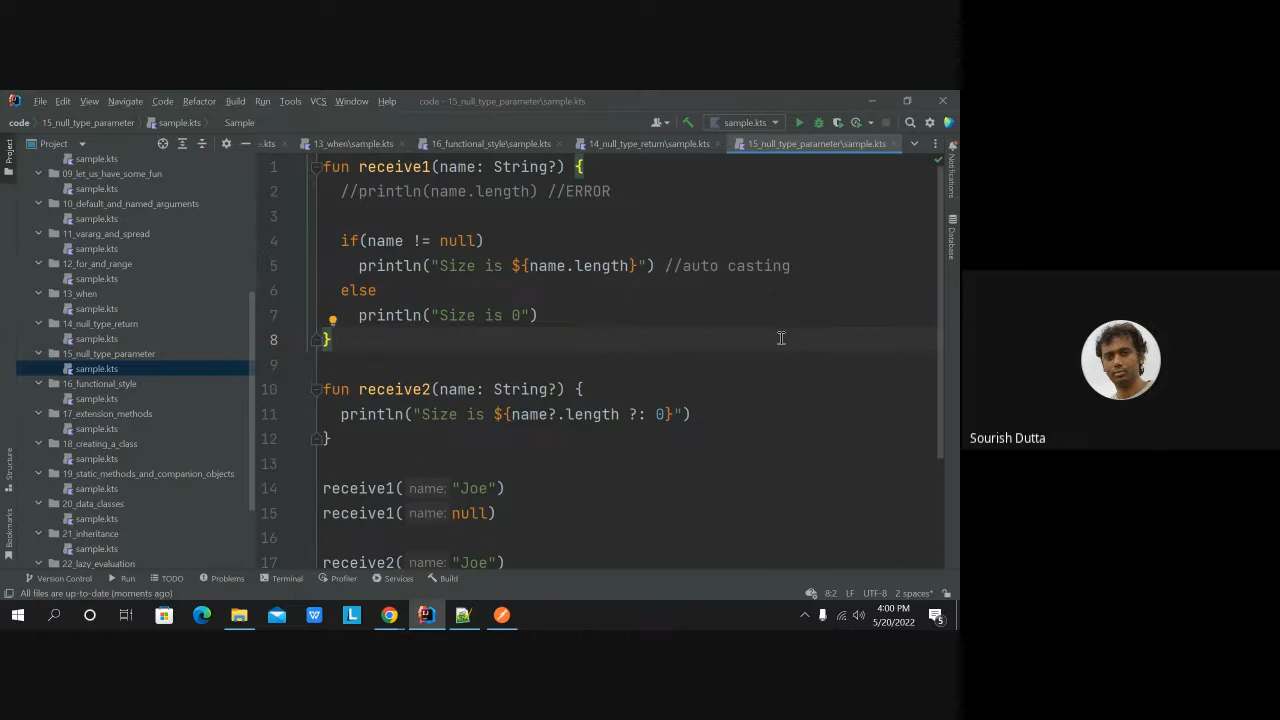 File Edit View Navigate Code Refactor Build Run Tools VCS Window Help code - 15_null_type_parameter\sample.kts
code 15_null_type_parameter sample.kts Sample sample.kts
Project e.kts 13_when\sample.kts 16_functional_style\sample.kts 14_null_type_return\sample.kts 15_null_type_parameter\sample.kts
Project
Structure
Bookmarks
Notifications
Database
sample.kts
09_let_us_have_some_fun
sample.kts
10_default_and_named_arguments
sample.kts
11_vararg_and_spread
sample.kts
12_for_and_range
sample.kts
13_when
sample.kts
14_null_type_return
sample.kts
15_null_type_parameter
sample.kts
16_functional_style
sample.kts
17_extension_methods
sample.kts
18_creating_a_class
sample.kts
19_static_methods_and_companion_objects
sample.kts
20_data_classes
sample.kts
21_inheritance
sample.kts
22_lazy_evaluation
1 fun receive1(name: String?) {
2 //println(name.length) //ERROR
3
4 if(name != null)
5 println("Size is ${name.length}") //auto casting
6 else
7 println("Size is 0")
8 }
9
10 fun receive2(name: String?) {
11 println("Size is ${name?.length ?: 0}")
12 }
13
14 receive1( name: "Joe")
15 receive1( name: null)
16
17 receive2( name: "Joe")
Version Control Run TODO Problems Terminal Profiler Services Build
All files are up-to-date (moments ago) 8:2 LF UTF-8 2 spaces*
4:00 PM
5/20/2022
5
Sourish Dutta